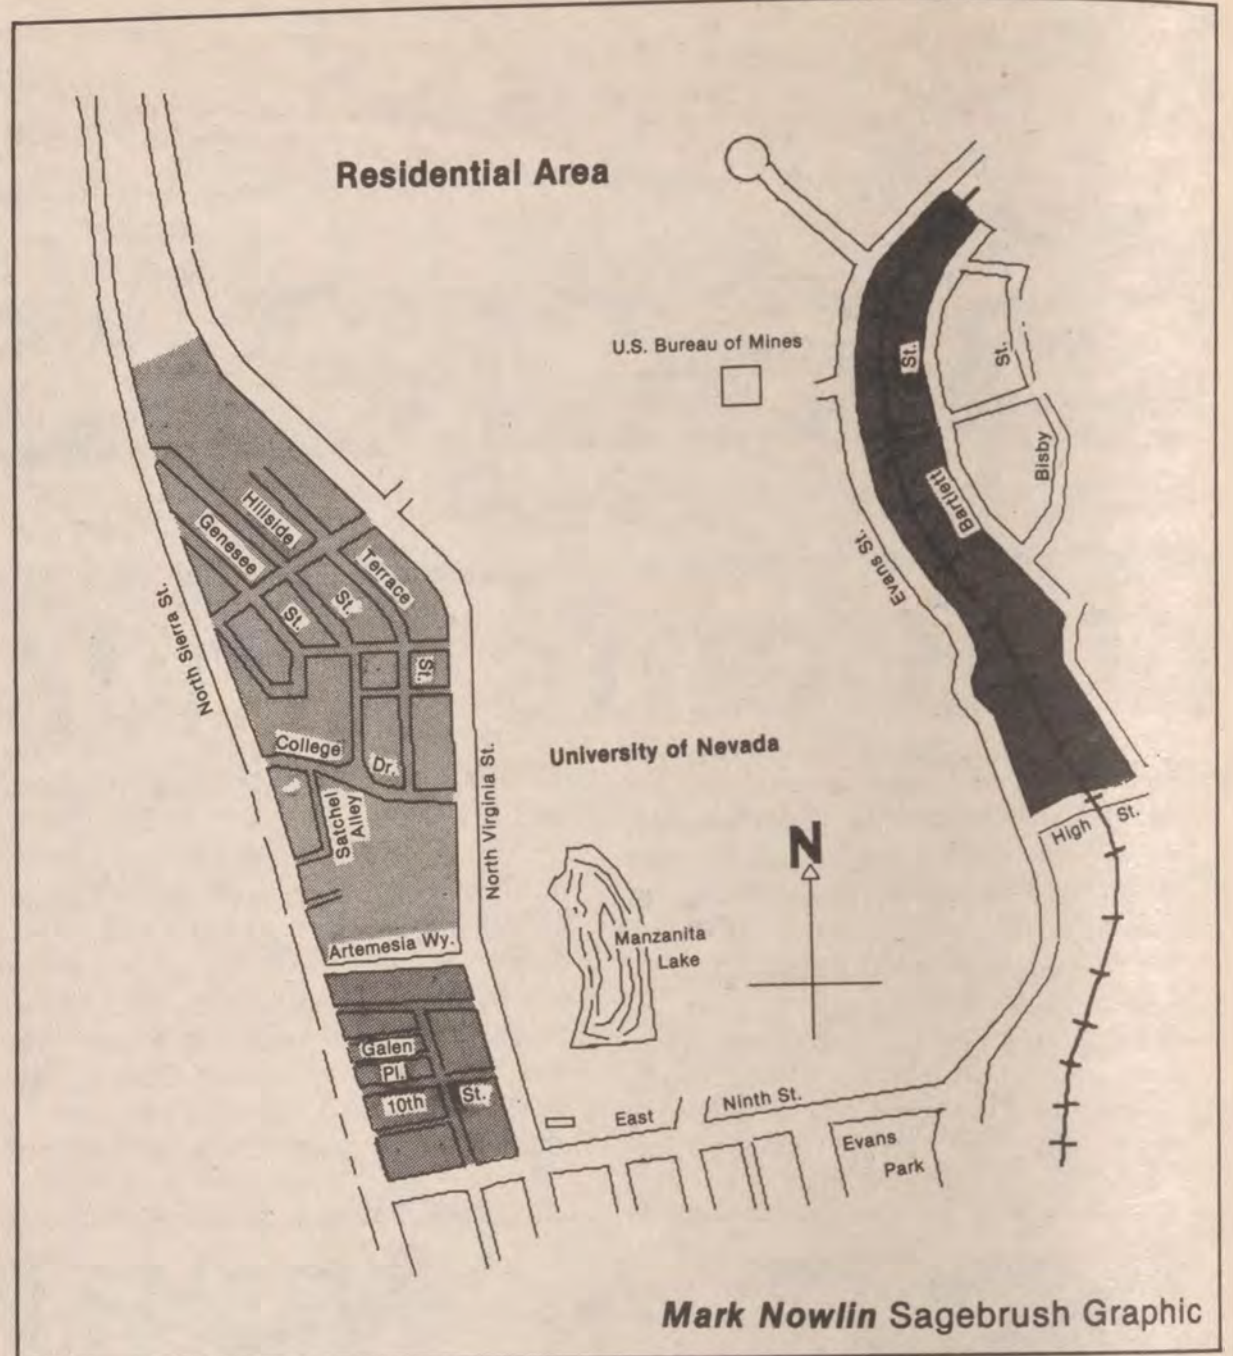 Residential Area
U.S. Bureau of Mines
St.
St.
Bisby
Bartlett
Evans St.
Hillside
Genesee
Terrace
St.
St.
St.
North Sierra St.
College
Dr.
Satchel
Alley
North Virginia St.
University of Nevada
N
High St.
Manzanita
Lake
Artemesia Wy.
Galen
Pl.
10th St.
East Ninth St.
Evans
Park
Mark Nowlin Sagebrush Graphic